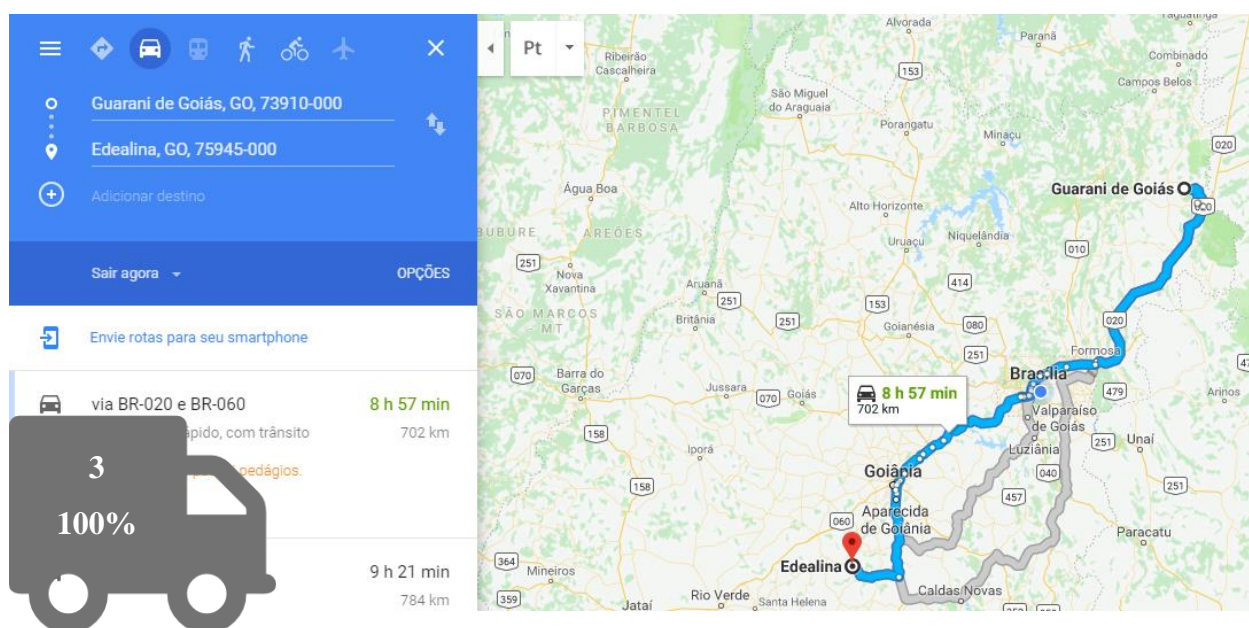 Guarani de Goiás, GO, 73910-000
Edealina, GO, 75945-000
Adicionar destino
Sair agora
OPÇÕES
Envie rotas para seu smartphone
via BR-020 e BR-060
8 h 57 min
com trânsito
702 km
pedágios.
3
100%
9 h 21 min
784 km
Pt
Alvorada
Paranã
Combinado
Ribeirão
Cascalheira
153
Campos Belos
São Miguel
do Araguaia
PIMENTEL
BARBOSA
Porangatu
Minaçu
020
Água Boa
Guarani de Goiás
Alto Horizonte
020
AREÕES
Uruaçu
Niquelândia
010
251
Nova
Xavantina
Aruanã
251
414
SÃO MARCOS
- MT
Britânia
251
153
Goianésia
080
020
251
Formosa
070
Barra do
Garças
Jussara
070
Goiás
8 h 57 min
702 km
Brasília
479
Arinos
Valparaíso
de Goiás
158
Luziânia
251
Unaí
Iporá
Goiânia
040
158
457
251
Aparecida
de Goiânia
060
Paracatu
364
Mineiros
Edealina
359
Jataí
Rio Verde
Santa Helena
Caldas Novas